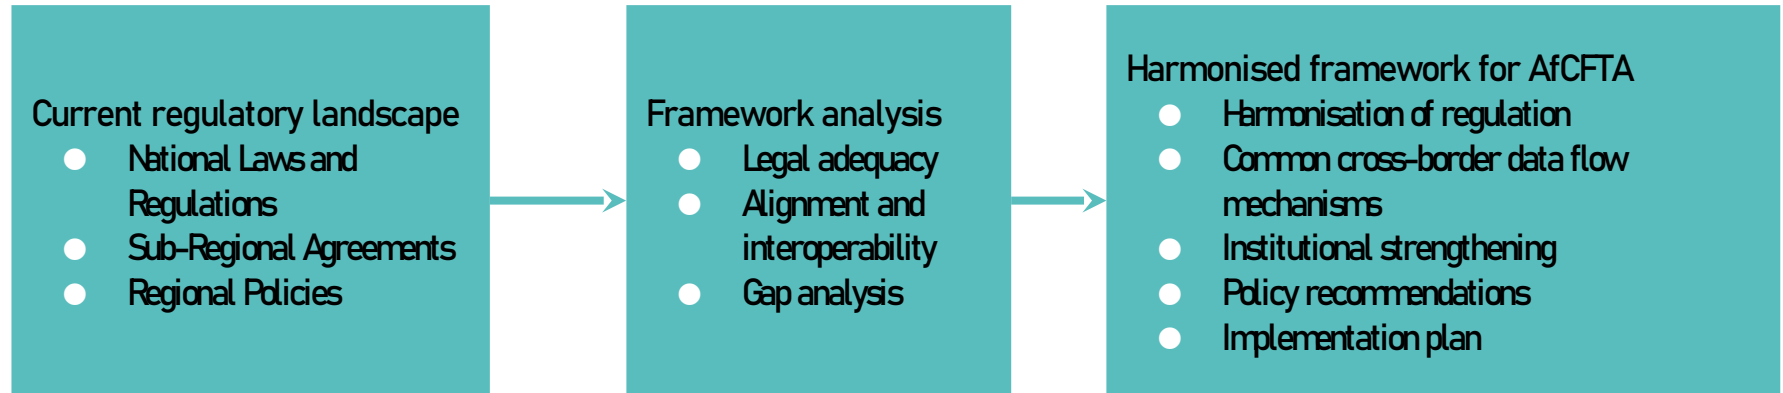 Current regulatory landscape
● National Laws and
Regulations
● Sub-Regional Agreements
● Regional Policies
Framework analysis
● Legal adequacy
● Alignment and
interoperability
● Gap analysis
Harmonised framework for AfCFTA
● Harmonisation of regulation
● Common cross-border data flow
mechanisms
● Institutional strengthening
● Policy recommendations
● Implementation plan